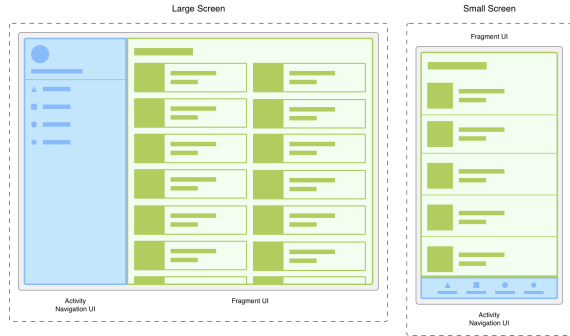 Large Screen
Small Screen
Fragment UI
Activity
Navigation UI
Fragment UI
Activity
Navigation UI